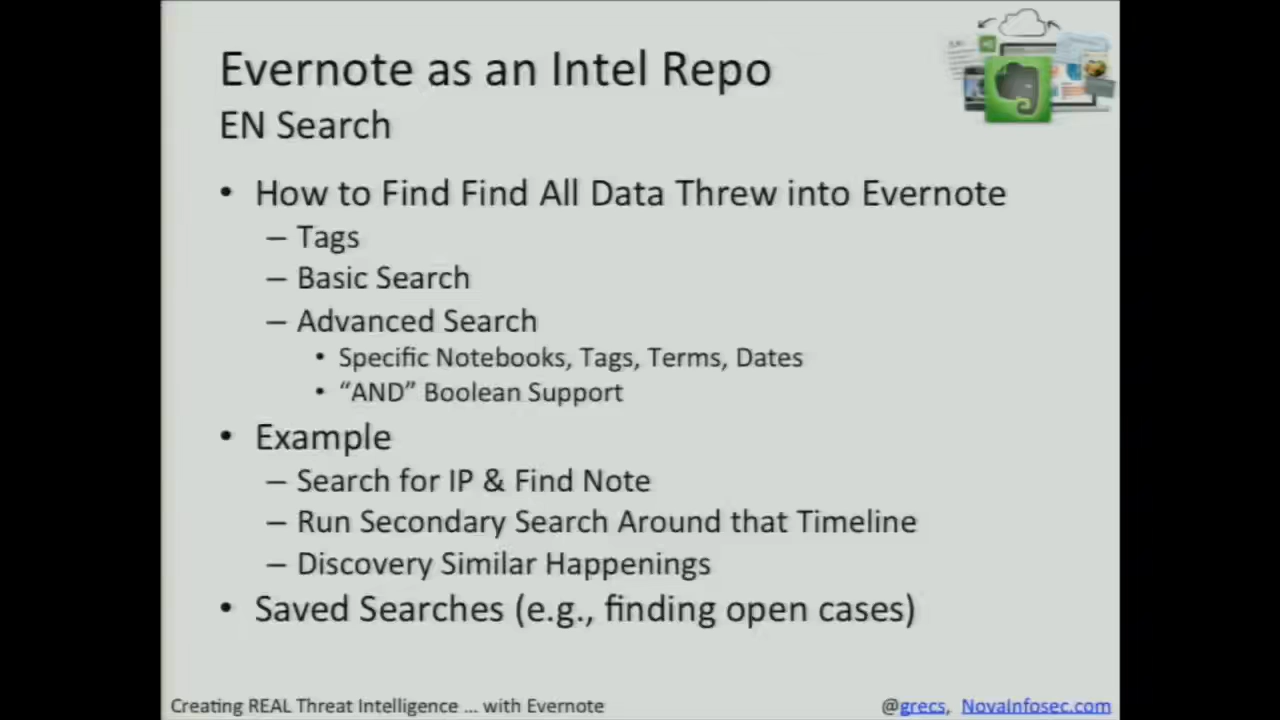 Evernote as an Intel Repo
EN Search
• How to Find Find All Data Threw into Evernote
– Tags
– Basic Search
– Advanced Search
• Specific Notebooks, Tags, Terms, Dates
• “AND” Boolean Support
• Example
– Search for IP & Find Note
– Run Secondary Search Around that Timeline
– Discovery Similar Happenings
• Saved Searches (e.g., finding open cases)
Creating REAL Threat Intelligence ... with Evernote
@grecs, NovaInfosec.com